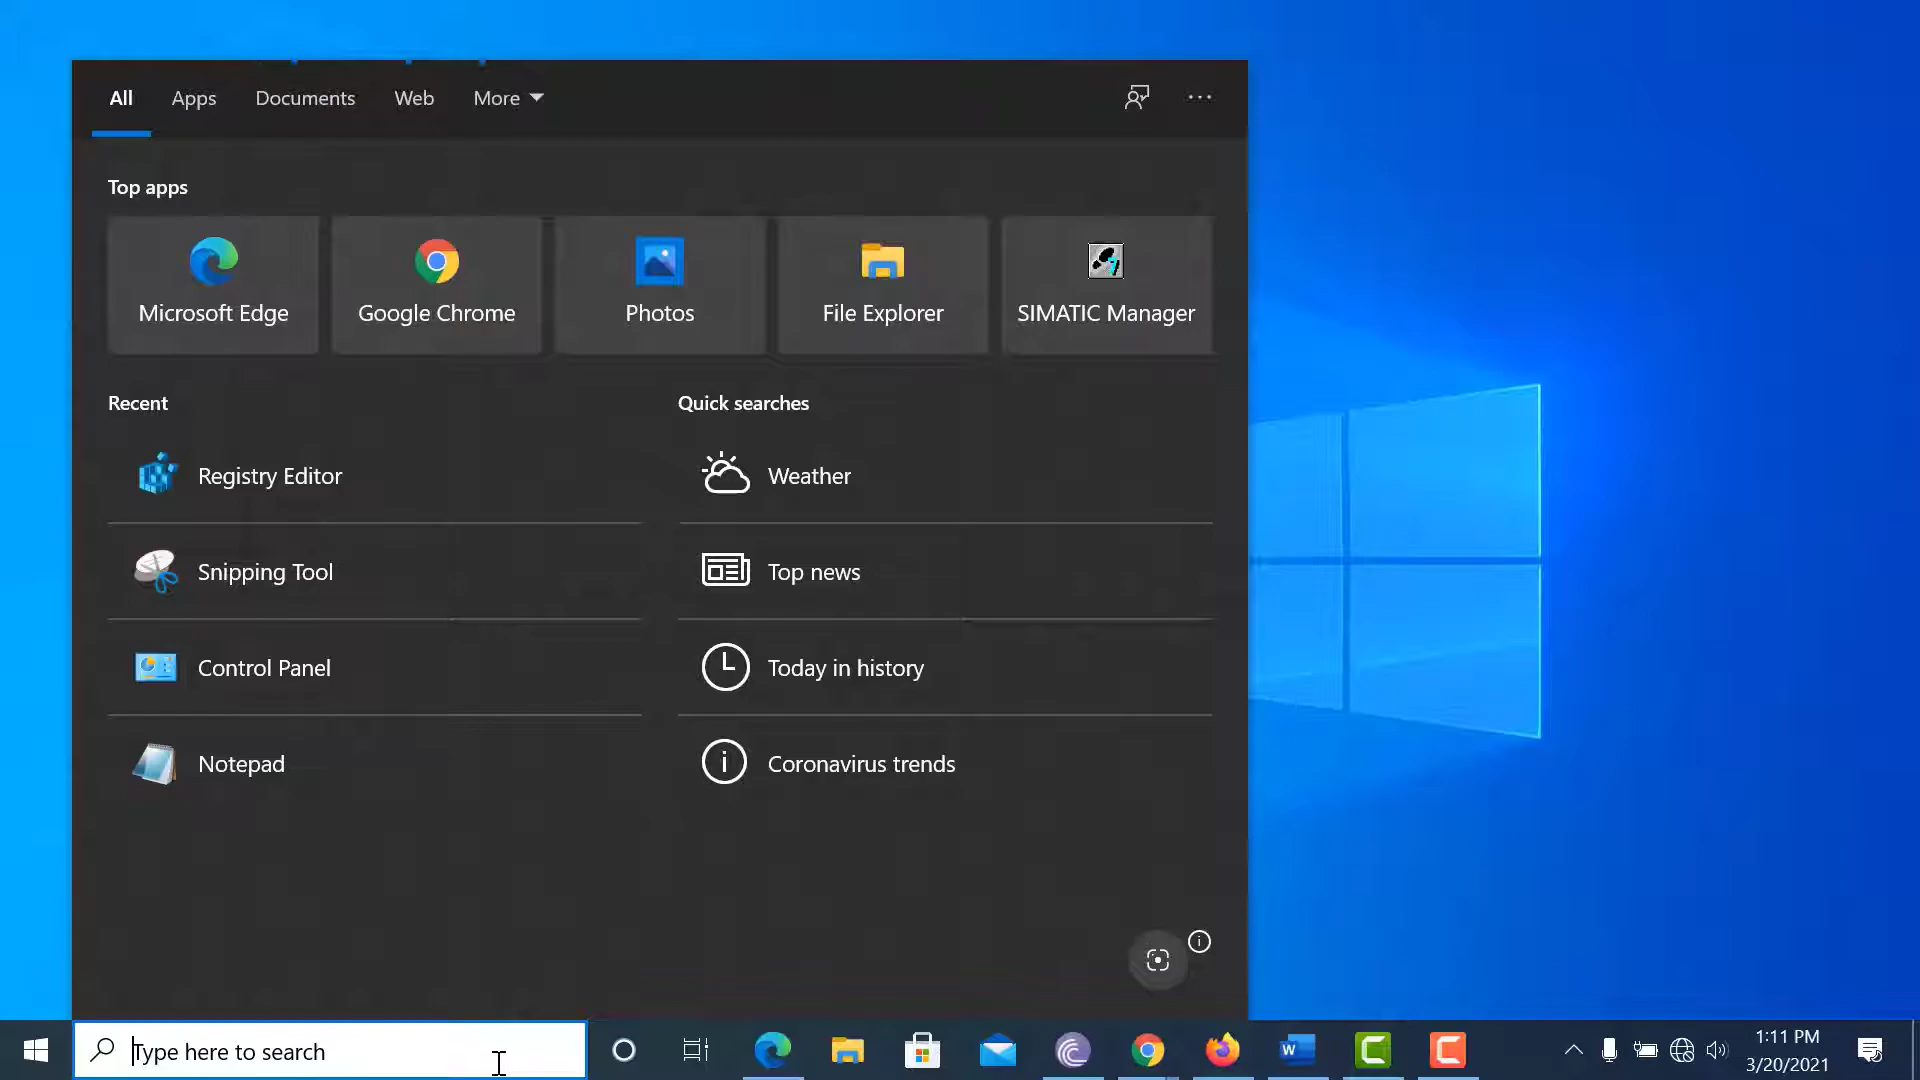 All Apps Documents Web More
Top apps
Microsoft Edge Google Chrome Photos File Explorer SIMATIC Manager
Recent
Registry Editor
Snipping Tool
Control Panel
Notepad
Quick searches
Weather
Top news
Today in history
Coronavirus trends
Type here to search
1:11 PM
3/20/2021